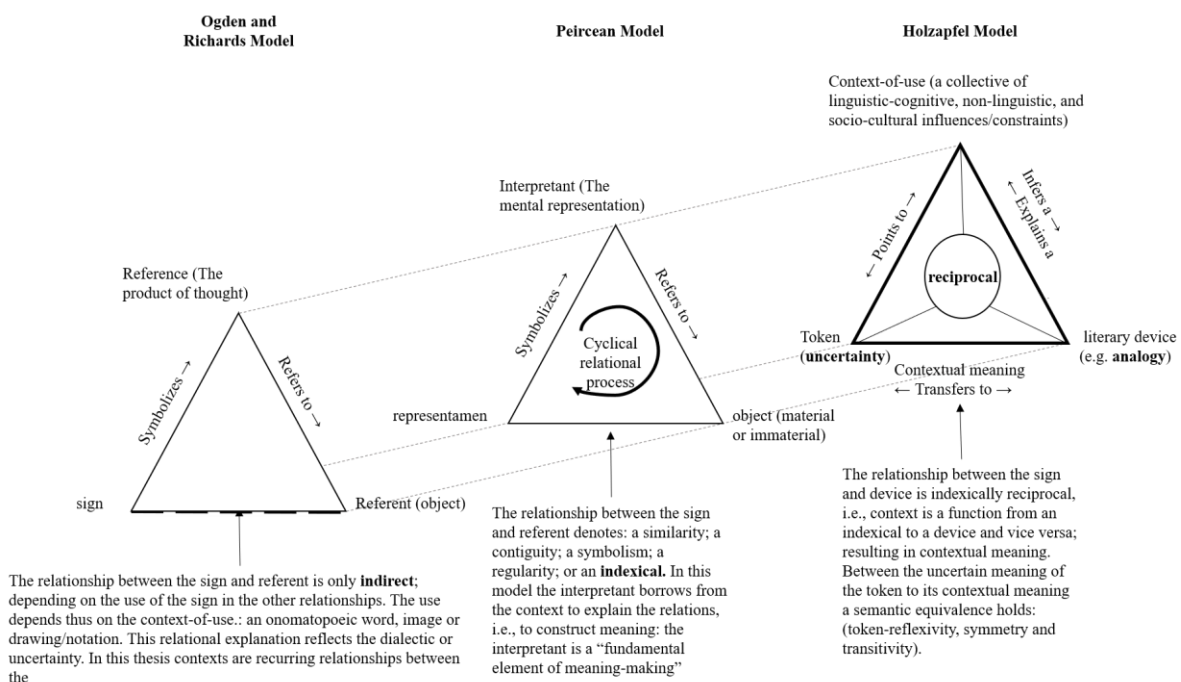 Ogden and
Richards Model
Peircean Model
Holzapfel Model
Context-of-use (a collective of
linguistic-cognitive, non-linguistic, and
socio-cultural influences/constraints)
Interpretant (The
mental representation)
Reference (The
product of thought)
Symbolizes →
Refers to →
sign
Referent (object)
The relationship between the sign and referent is only indirect;
depending on the use of the sign in the other relationships. The use
depends thus on the context-of-use.: an onomatopoeic word, image or
drawing/notation. This relational explanation reflects the dialectic or
uncertainty. In this thesis contexts are recurring relationships between
the
Symbolizes →
Refers to →
Cyclical
relational
process
representamen
object (material
or immaterial)
The relationship between the sign
and referent denotes: a similarity; a
contiguity; a symbolism; a
regularity; or an indexical. In this
model the interpretant borrows from
the context to explain the relations,
i.e., to construct meaning: the
interpretant is a “fundamental
element of meaning-making”
← Points to →
Infers a →
← Explains a
reciprocal
Token
(uncertainty)
literary device
(e.g. analogy)
Contextual meaning
← Transfers to →
The relationship between the sign
and device is indexically reciprocal,
i.e., context is a function from an
indexical to a device and vice versa;
resulting in contextual meaning.
Between the uncertain meaning of
the token to its contextual meaning
a semantic equivalence holds:
(token-reflexivity, symmetry and
transitivity).